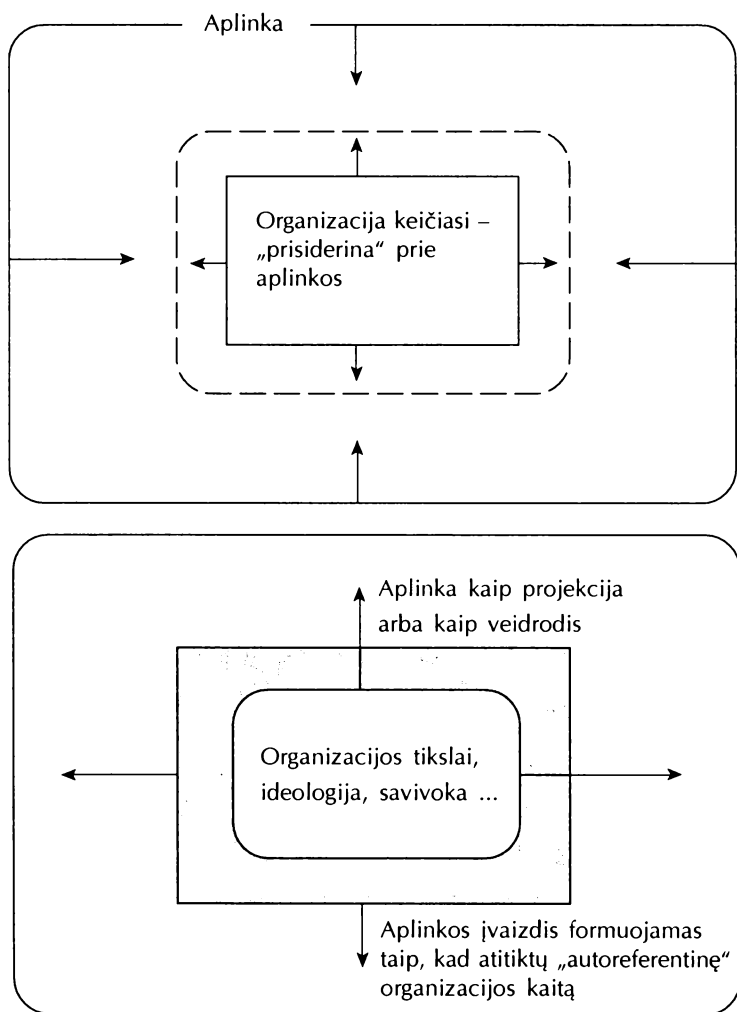 Aplinka
Organizacija keičiasi –
„prisiderina“ prie
aplinkos
Aplinka kaip projekcija
arba kaip veidrodis
Organizacijos tikslai,
ideologija, savivoka ...
Aplinkos įvaizdis formuojamas
taip, kad atitiktų „autoreferentinę“
organizacijos kaitą